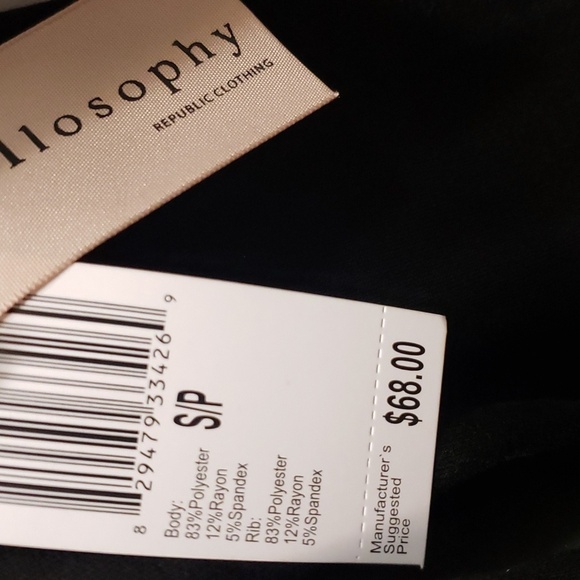 llosophy
REPUBLIC CLOTHING
8 29479 33426 9
S/P
Body:
83%Polyester
12%Rayon
5%Spandex
Rib:
83%Polyester
12%Rayon
5%Spandex
Manufacturer's
Suggested
Price
$68.00